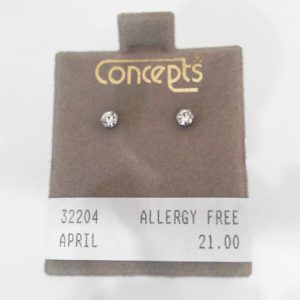 Concepts
32204 ALLERGY FREE
APRIL 21.00